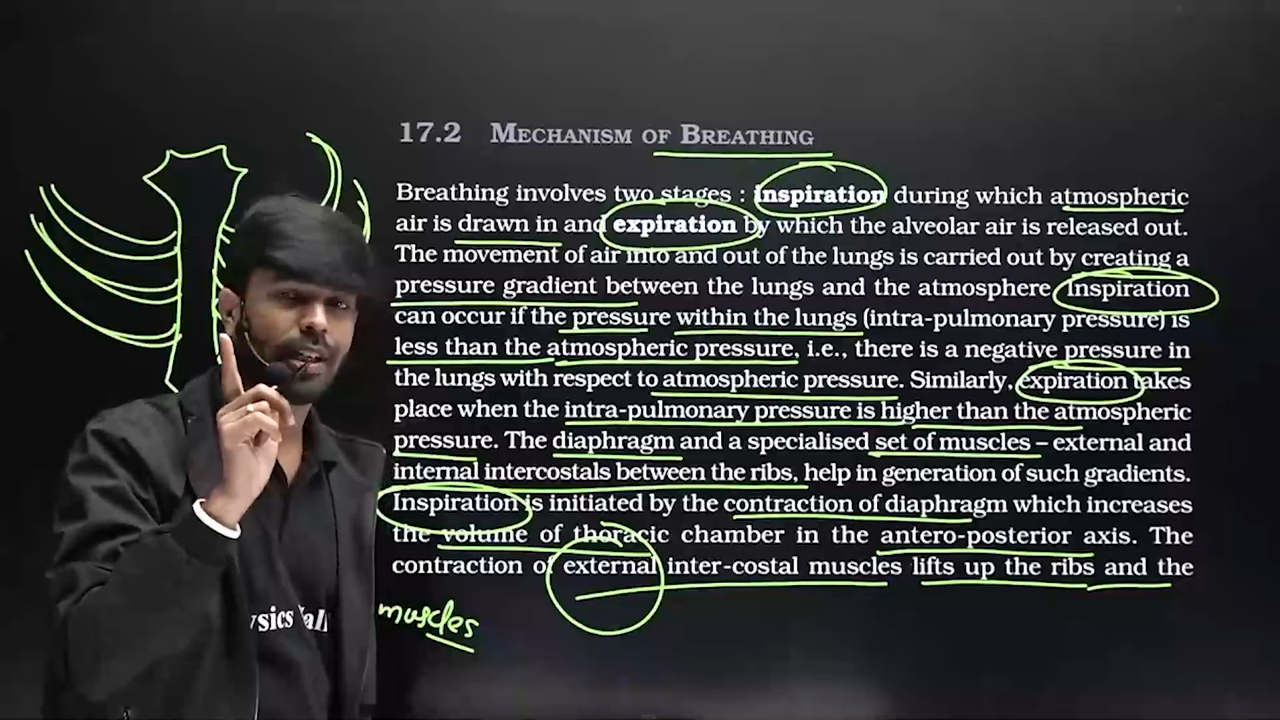 17.2 MECHANISM OF BREATHING
Breathing involves two stages : inspiration during which atmospheric
air is drawn in and expiration by which the alveolar air is released out.
The movement of air into and out of the lungs is carried out by creating a
pressure gradient between the lungs and the atmosphere. Inspiration
can occur if the pressure within the lungs (intra-pulmonary pressure) is
less than the atmospheric pressure, i.e., there is a negative pressure in
the lungs with respect to atmospheric pressure. Similarly, expiration takes
place when the intra-pulmonary pressure is higher than the atmospheric
pressure. The diaphragm and a specialised set of muscles – external and
internal intercostals between the ribs, help in generation of such gradients.
Inspiration is initiated by the contraction of diaphragm which increases
the volume of thoracic chamber in the antero-posterior axis. The
contraction of external inter-costal muscles lifts up the ribs and the
muscles